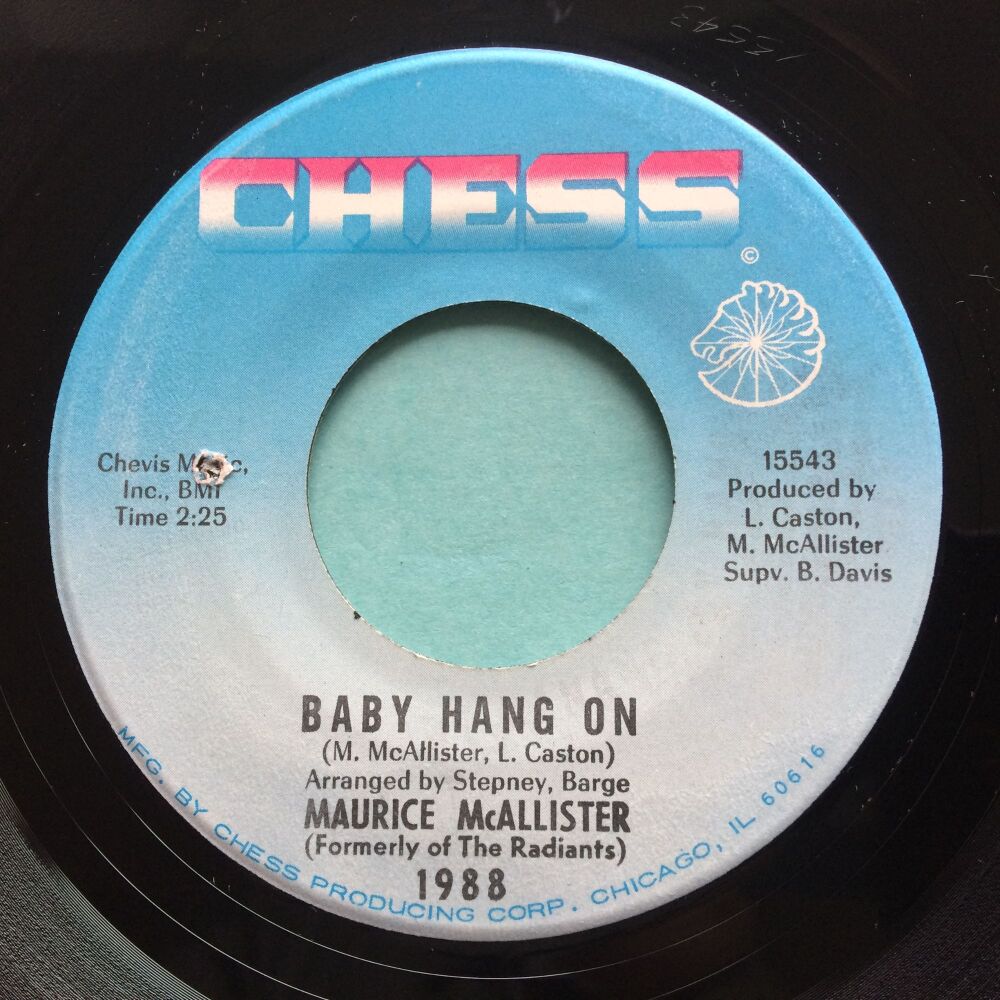 15543
CHESS
©
Chevis M c,
Inc., BMI
Time 2:25
15543
Produced by
L. Caston,
M. McAllister
Supv. B. Davis
BABY HANG ON
(M. McAllister, L. Caston)
Arranged by Stepney, Barge
MAURICE McALLISTER
(Formerly of The Radiants)
1988
MFG. BY CHESS PRODUCING CORP. CHICAGO, IL 60616